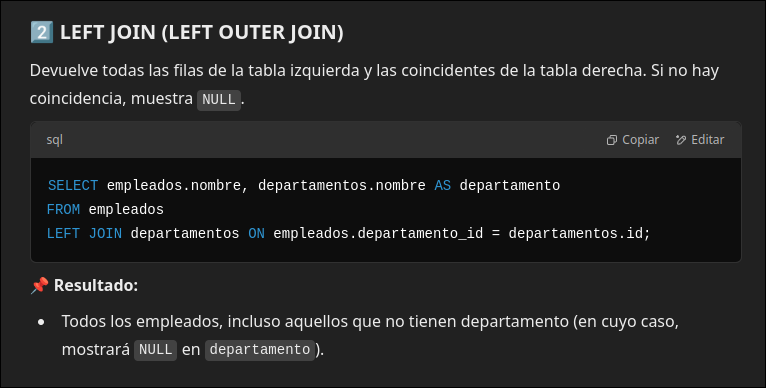 2️⃣ LEFT JOIN (LEFT OUTER JOIN)
Devuelve todas las filas de la tabla izquierda y las coincidentes de la tabla derecha. Si no hay
coincidencia, muestra NULL.
sql Copiar Editar
SELECT empleados.nombre, departamentos.nombre AS departamento
FROM empleados
LEFT JOIN departamentos ON empleados.departamento_id = departamentos.id;
📌 Resultado:
• Todos los empleados, incluso aquellos que no tienen departamento (en cuyo caso,
mostrará NULL en departamento).